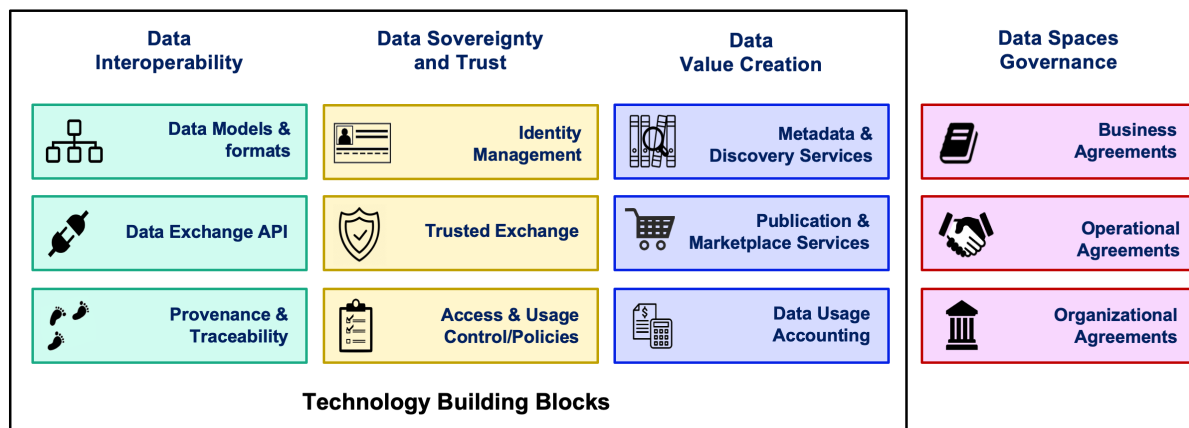 Data
Interoperability
Data Sovereignty
and Trust
Data
Value Creation
Data Spaces
Governance
Data Models &
formats
Identity
Management
Metadata &
Discovery Services
Business
Agreements
Data Exchange API
Trusted Exchange
Publication &
Marketplace Services
Operational
Agreements
Provenance &
Traceability
Access & Usage
Control/Policies
$
Data Usage
Accounting
Organizational
Agreements
Technology Building Blocks